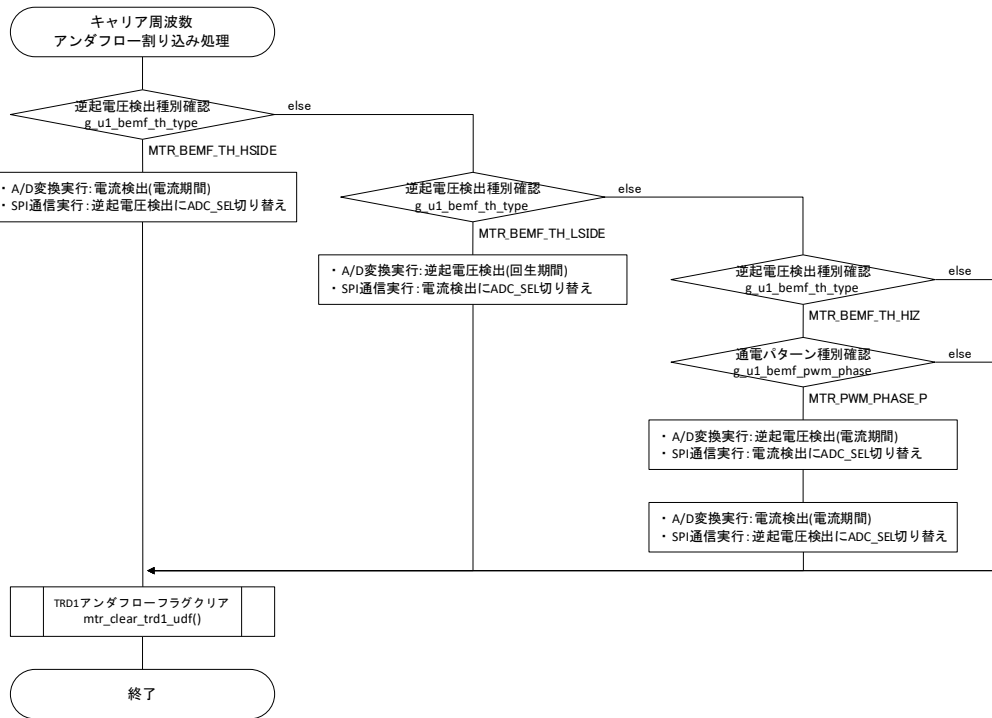 キャリア周波数
アンダフロー割り込み処理
逆起電圧検出種別確認
g_u1_bemf_th_type
else
MTR_BEMF_TH_HSIDE
・ A/D変換実行：電流検出(電流期間)
・ SPI通信実行：逆起電圧検出にADC_SEL切り替え
逆起電圧検出種別確認
g_u1_bemf_th_type
else
MTR_BEMF_TH_LSIDE
・ A/D変換実行：逆起電圧検出(回生期間)
・ SPI通信実行：電流検出にADC_SEL切り替え
逆起電圧検出種別確認
g_u1_bemf_th_type
else
MTR_BEMF_TH_HIZ
通電パターン種別確認
g_u1_bemf_pwm_phase
else
MTR_PWM_PHASE_P
・ A/D変換実行：逆起電圧検出(電流期間)
・ SPI通信実行：電流検出にADC_SEL切り替え
・ A/D変換実行：電流検出(電流期間)
・ SPI通信実行：逆起電圧検出にADC_SEL切り替え
TRD1アンダフローフラグクリア
mtr_clear_trd1_udf()
終了